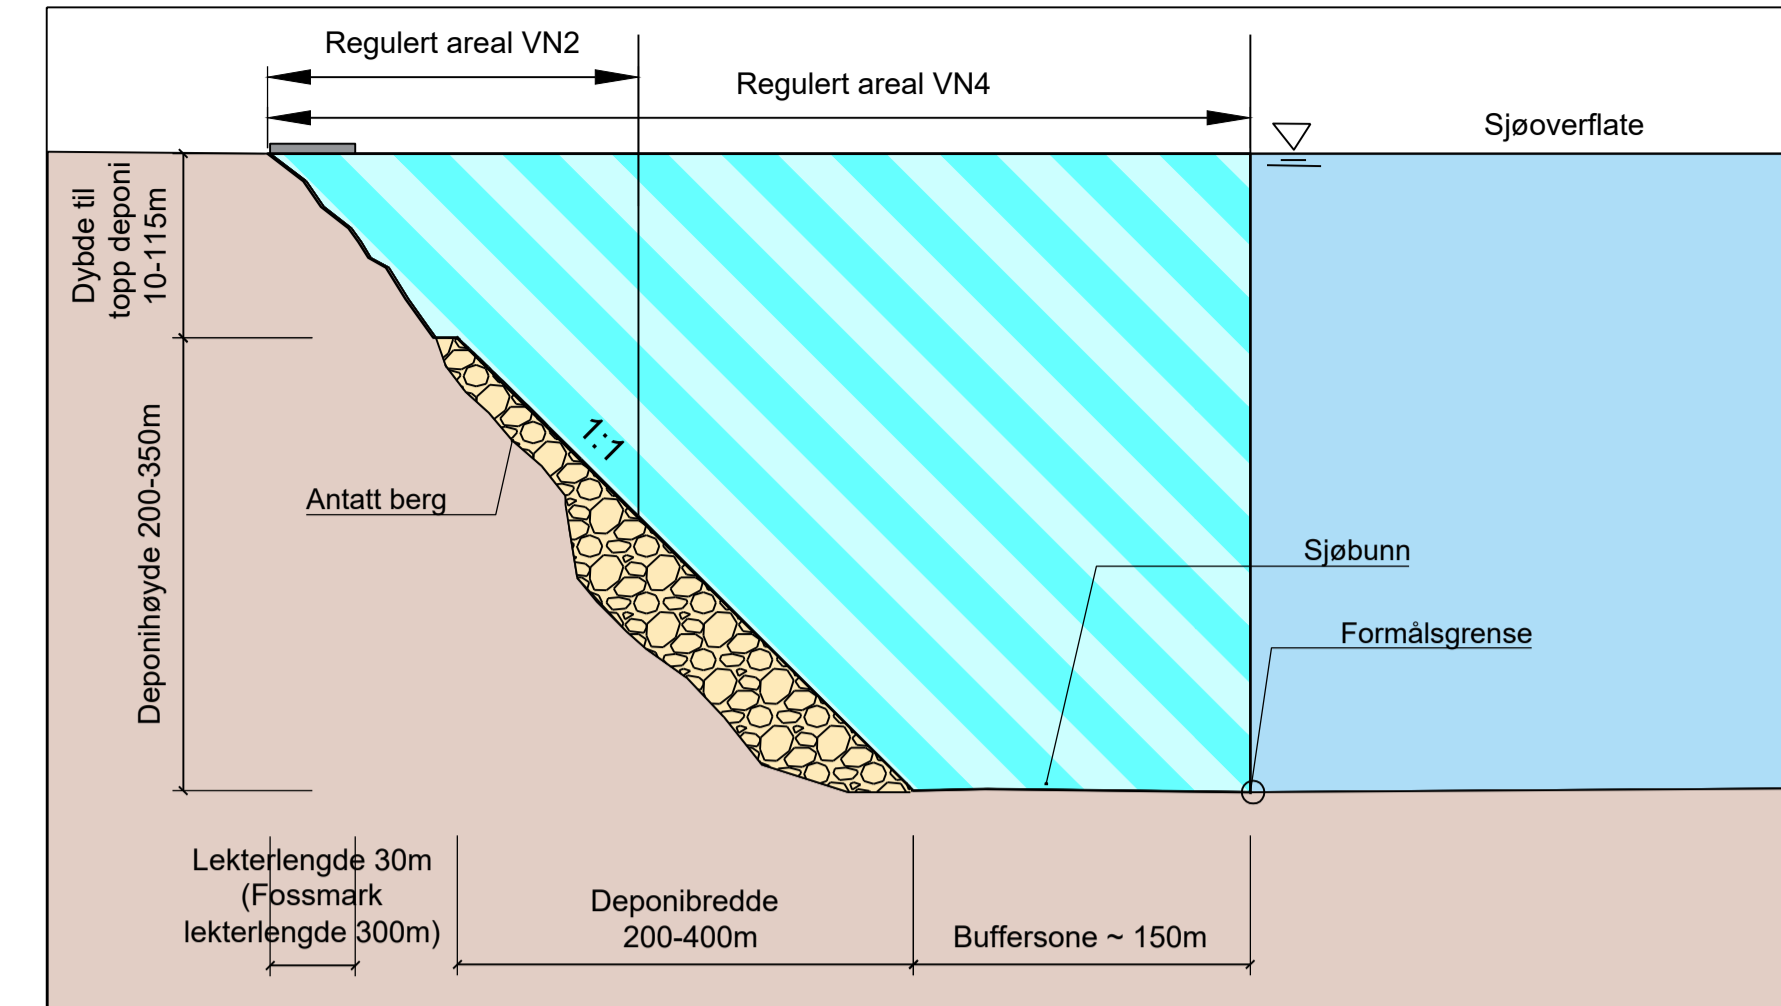 Regulert areal VN2
Regulert areal VN4
Sjøoverflate
Dybde til
topp deponi
10-115m
1:1
Antatt berg
Deponihøyde 200-350m
Sjøbunn
Formålsgrense
Lekterlengde 30m
(Fossmark
lekterlengde 300m)
Deponibredde
200-400m
Buffersone ~ 150m